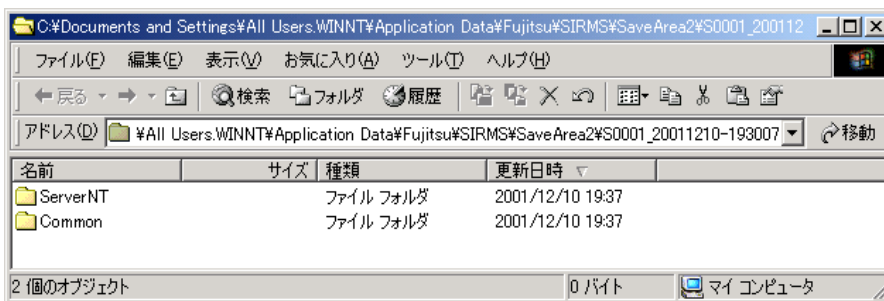 C:¥Documents and Settings¥All Users.WINNT¥Application Data¥Fujitsu¥SIRMS¥SaveArea2¥S0001_200112
ファイル(F) 編集(E) 表示(V) お気に入り(A) ツール(T) ヘルプ(H)
戻る 検索 フォルダ 履歴
アドレス(D) ¥All Users.WINNT¥Application Data¥Fujitsu¥SIRMS¥SaveArea2¥S0001_20011210-193007 移動
名前 サイズ 種類 更新日時
ServerNT ファイル フォルダ 2001/12/10 19:37
Common ファイル フォルダ 2001/12/10 19:37
2 個のオブジェクト 0 バイト マイ コンピュータ